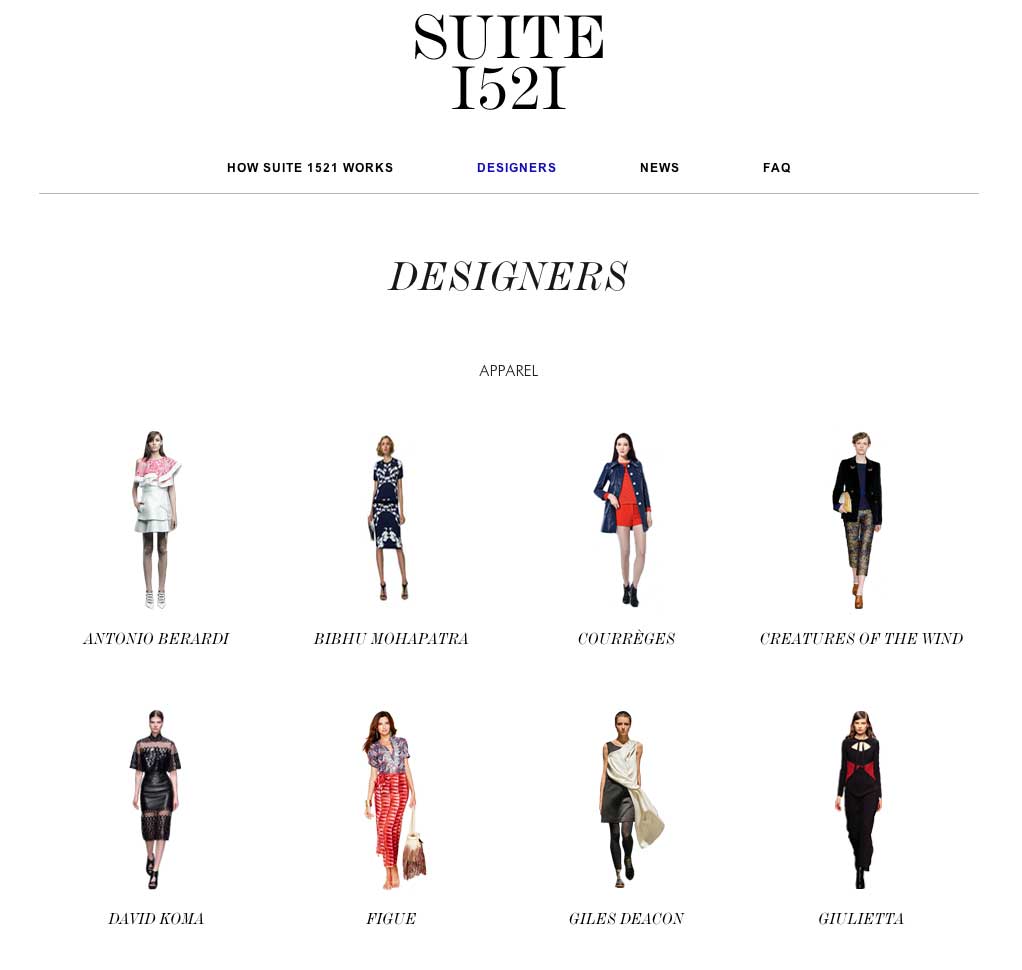 SUITE
1521
HOW SUITE 1521 WORKS DESIGNERS NEWS FAQ
DESIGNERS
APPAREL
ANTONIO BERARDI BIBHU MOHAPATRA COURRÈGES CREATURES OF THE WIND
DAVID KOMA FIGUE GILES DEACON GIULIETTA